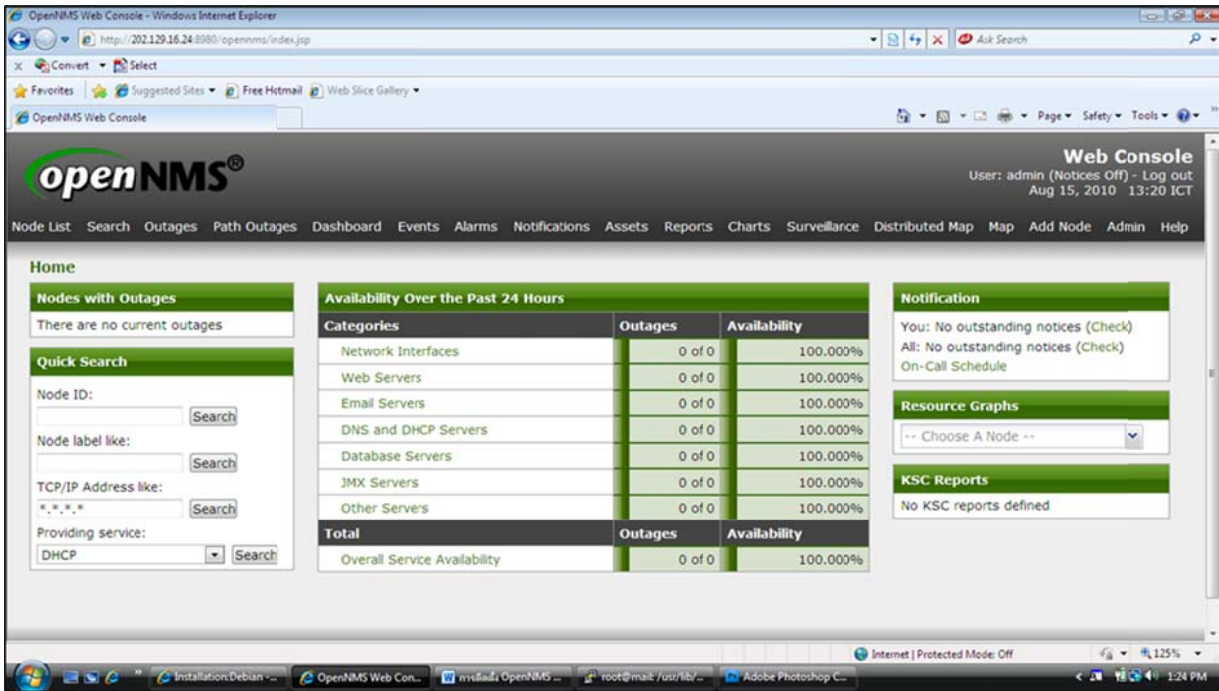 OpenNMS Web Console - Windows Internet Explorer
http://202.129.16.24:8980/opennms/index.jsp
Ask Search
x Convert Select
Favorites Suggested Sites Free Hotmail Web Slice Gallery
OpenNMS Web Console
Page Safety Tools
openNMS®
Web Console
User: admin (Notices Off) - Log out
Aug 15, 2010 13:20 ICT
Node List Search Outages Path Outages Dashboard Events Alarms Notifications Assets Reports Charts Surveillance Distributed Map Map Add Node Admin Help
Home
Nodes with Outages
There are no current outages
Quick Search
Node ID:
Search
Node label like:
Search
TCP/IP Address like:
*.*.*.* Search
Providing service:
DHCP Search
Availability Over the Past 24 Hours
Categories Outages Availability
Network Interfaces 0 of 0 100.000%
Web Servers 0 of 0 100.000%
Email Servers 0 of 0 100.000%
DNS and DHCP Servers 0 of 0 100.000%
Database Servers 0 of 0 100.000%
JMX Servers 0 of 0 100.000%
Other Servers 0 of 0 100.000%
Total Outages Availability
Overall Service Availability 0 of 0 100.000%
Notification
You: No outstanding notices (Check)
All: No outstanding notices (Check)
On-Call Schedule
Resource Graphs
-- Choose A Node --
KSC Reports
No KSC reports defined
Internet | Protected Mode: Off 125%
Installation:Debian -... OpenNMS Web Con... การติดตั้ง OpenNMS ... root@mail: /usr/lib/... Adobe Photoshop C... 1:24 PM